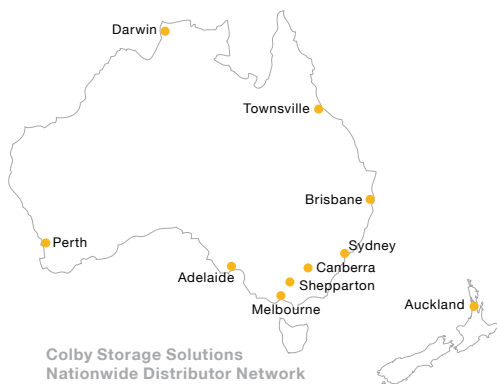 Darwin
Townsville
Brisbane
Perth
Sydney
Adelaide
Canberra
Shepparton
Melbourne
Auckland
Colby Storage Solutions
Nationwide Distributor Network